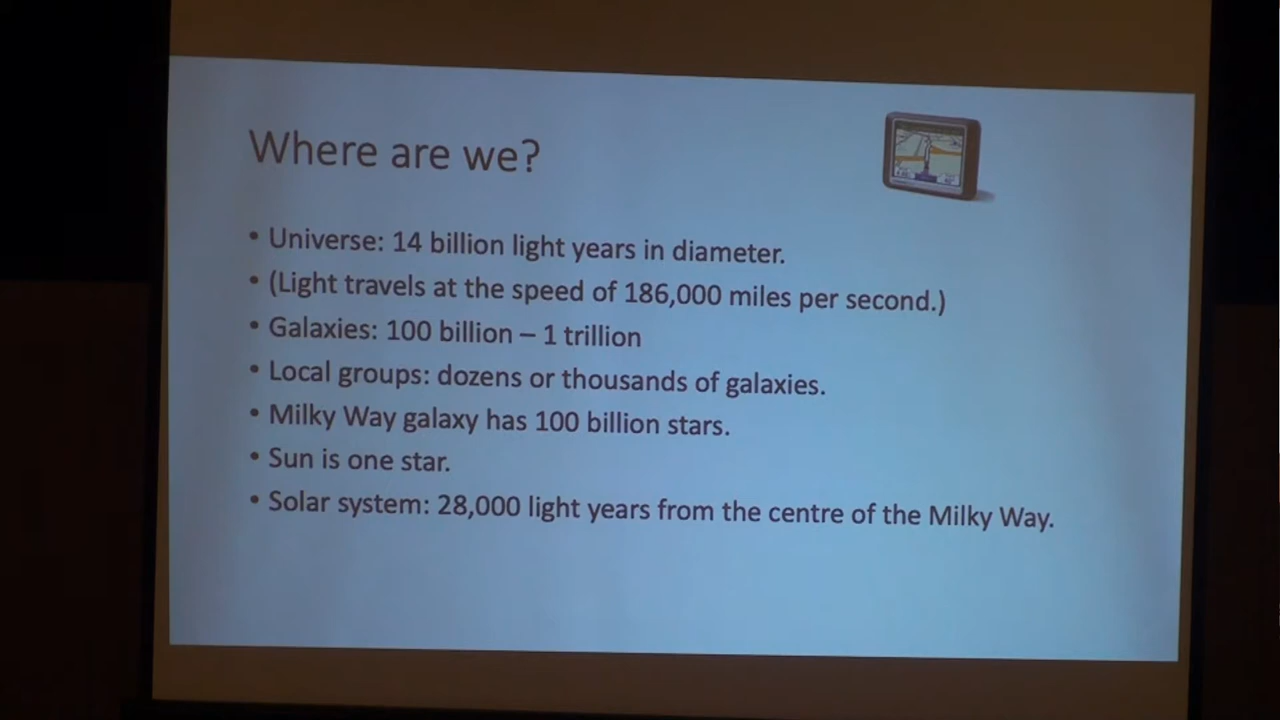 Where are we?
• Universe: 14 billion light years in diameter.
• (Light travels at the speed of 186,000 miles per second.)
• Galaxies: 100 billion – 1 trillion
• Local groups: dozens or thousands of galaxies.
• Milky Way galaxy has 100 billion stars.
• Sun is one star.
• Solar system: 28,000 light years from the centre of the Milky Way.